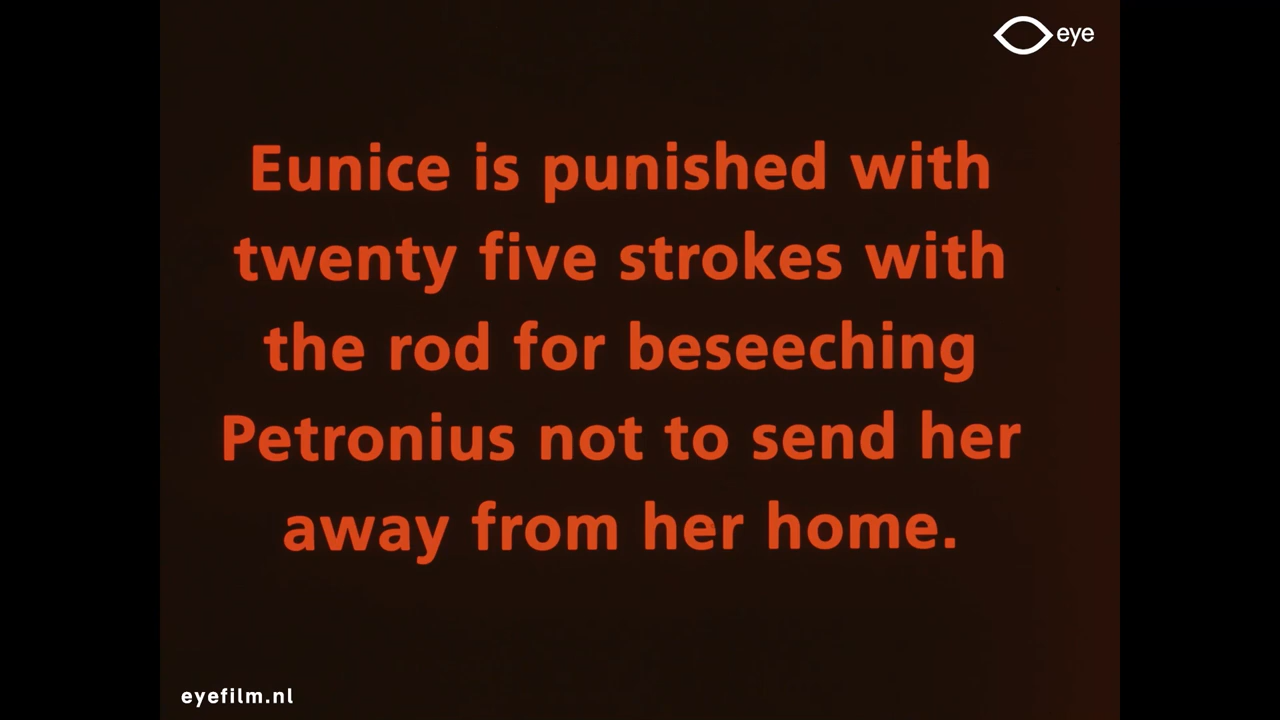 eye
Eunice is punished with
twenty five strokes with
the rod for beseeching
Petronius not to send her
away from her home.
eyefilm.nl